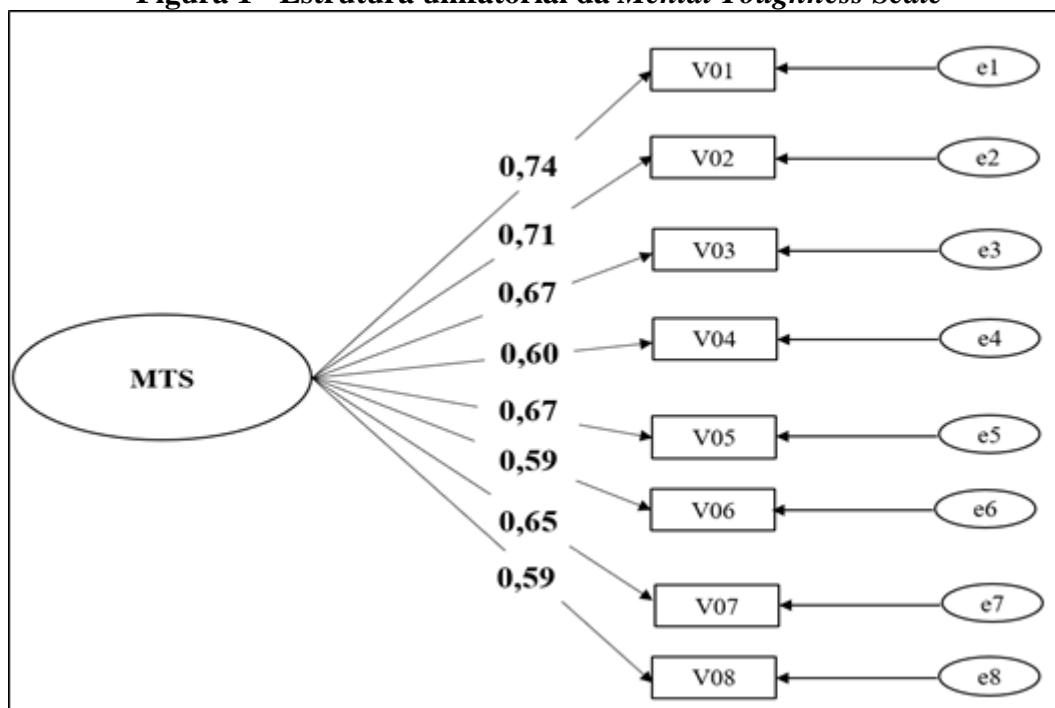 Figura 1 - Estrutura unifatorial da Mental Toughness Scale
V01
e1
0,74
V02
e2
0,71
V03
e3
0,67
V04
e4
0,60
MTS
0,67
V05
e5
0,59
V06
e6
0,65
V07
e7
0,59
V08
e8